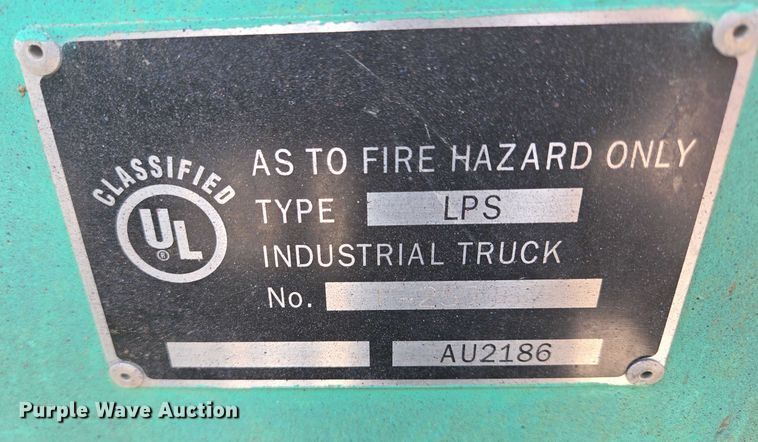 CLASSIFIED
UL
®
AS TO FIRE HAZARD ONLY
TYPE LPS
INDUSTRIAL TRUCK
No.
AU2186
Purple Wave Auction